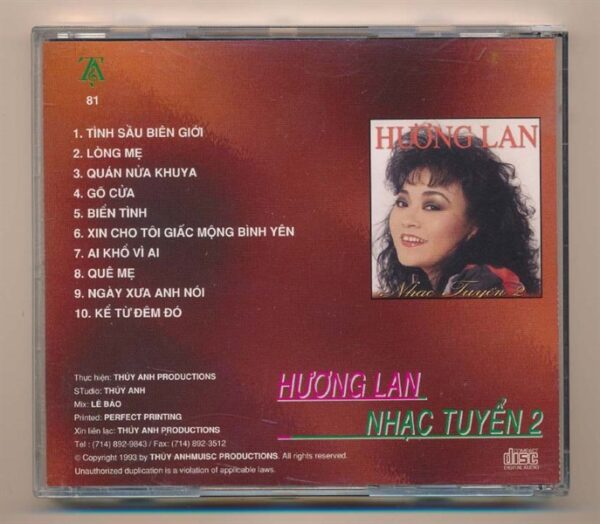 TA
81
1. TÌNH SẦU BIÊN GIỚI
2. LÒNG MẸ
3. QUÁN NỬA KHUYA
4. GÕ CỬA
5. BIỂN TÌNH
6. XIN CHO TÔI GIẤC MỘNG BÌNH YÊN
7. AI KHỔ VÌ AI
8. QUÊ MẸ
9. NGÀY XƯA ANH NÓI
10. KỂ TỪ ĐÊM ĐÓ
HƯƠNG LAN
Nhạc Tuyển 2
Thực hiện: THÚY ANH PRODUCTIONS
STudio: THÚY ANH
Mix: LÊ BÁO
Printed: PERFECT PRINTING
Xin liên lạc: THÚY ANH PRODUCTIONS
Tel : (714) 892-9843 / Fax: (714) 892-3512
© Copyright 1993 by THÚY ANHMUISC PRODUCTIONS. All rights reserved.
Unauthorized duplication is a violation of applicable laws.
HƯƠNG LAN
NHẠC TUYỂN 2
COMPACT
disc
DIGITAL AUDIO